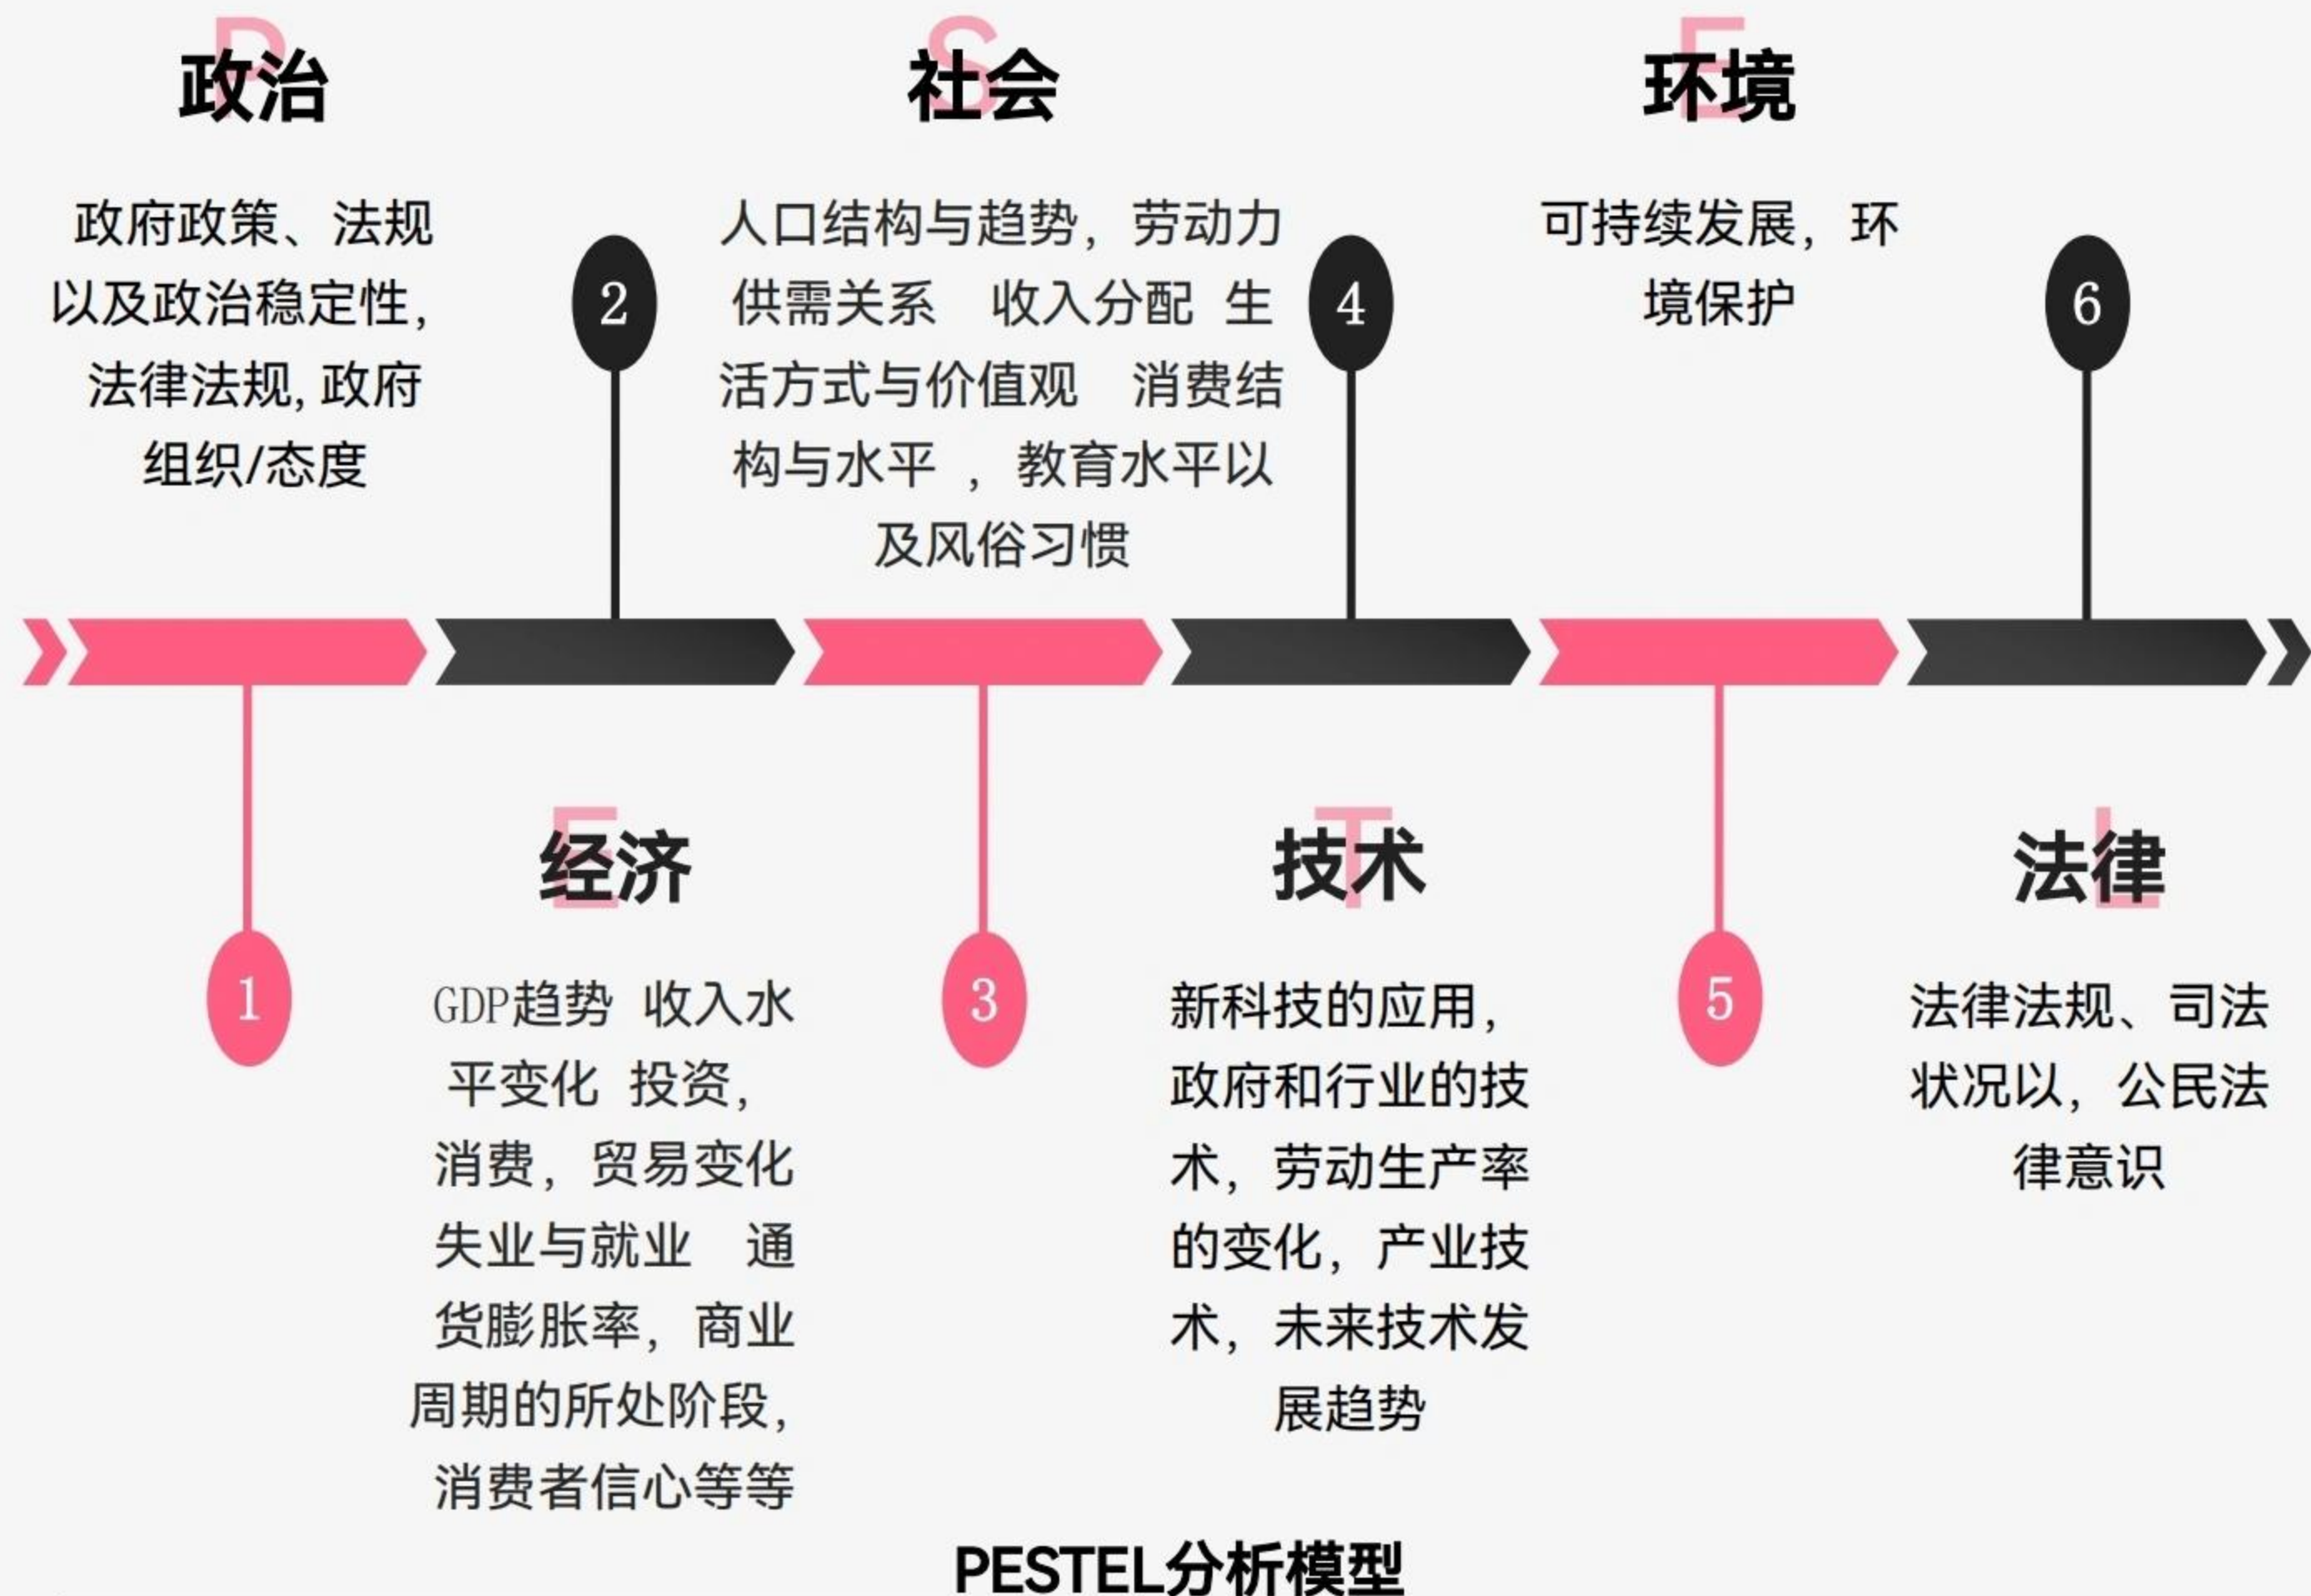 P
政治
政府政策、法规
以及政治稳定性，
法律法规, 政府
组织/态度
1
2
E
经济
GDP趋势 收入水
平变化 投资，
消费，贸易变化
失业与就业 通
货膨胀率，商业
周期的所处阶段，
消费者信心等等
S
社会
人口结构与趋势，劳动力
供需关系 收入分配 生
活方式与价值观 消费结
构与水平 ，教育水平以
及风俗习惯
3
4
T
技术
新科技的应用，
政府和行业的技
术，劳动生产率
的变化，产业技
术，未来技术发
展趋势
E
环境
可持续发展，环
境保护
5
6
L
法律
法律法规、司法
状况以，公民法
律意识
PESTEL分析模型